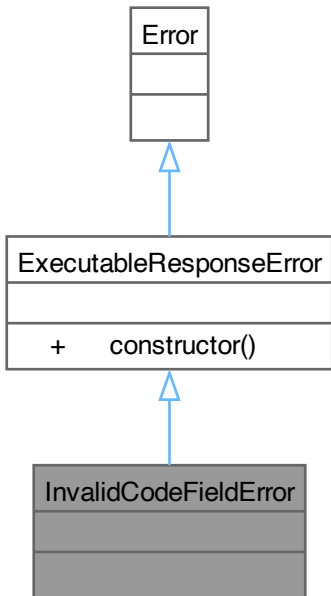 Error
ExecutableResponseError
+ constructor()
InvalidCodeFieldError